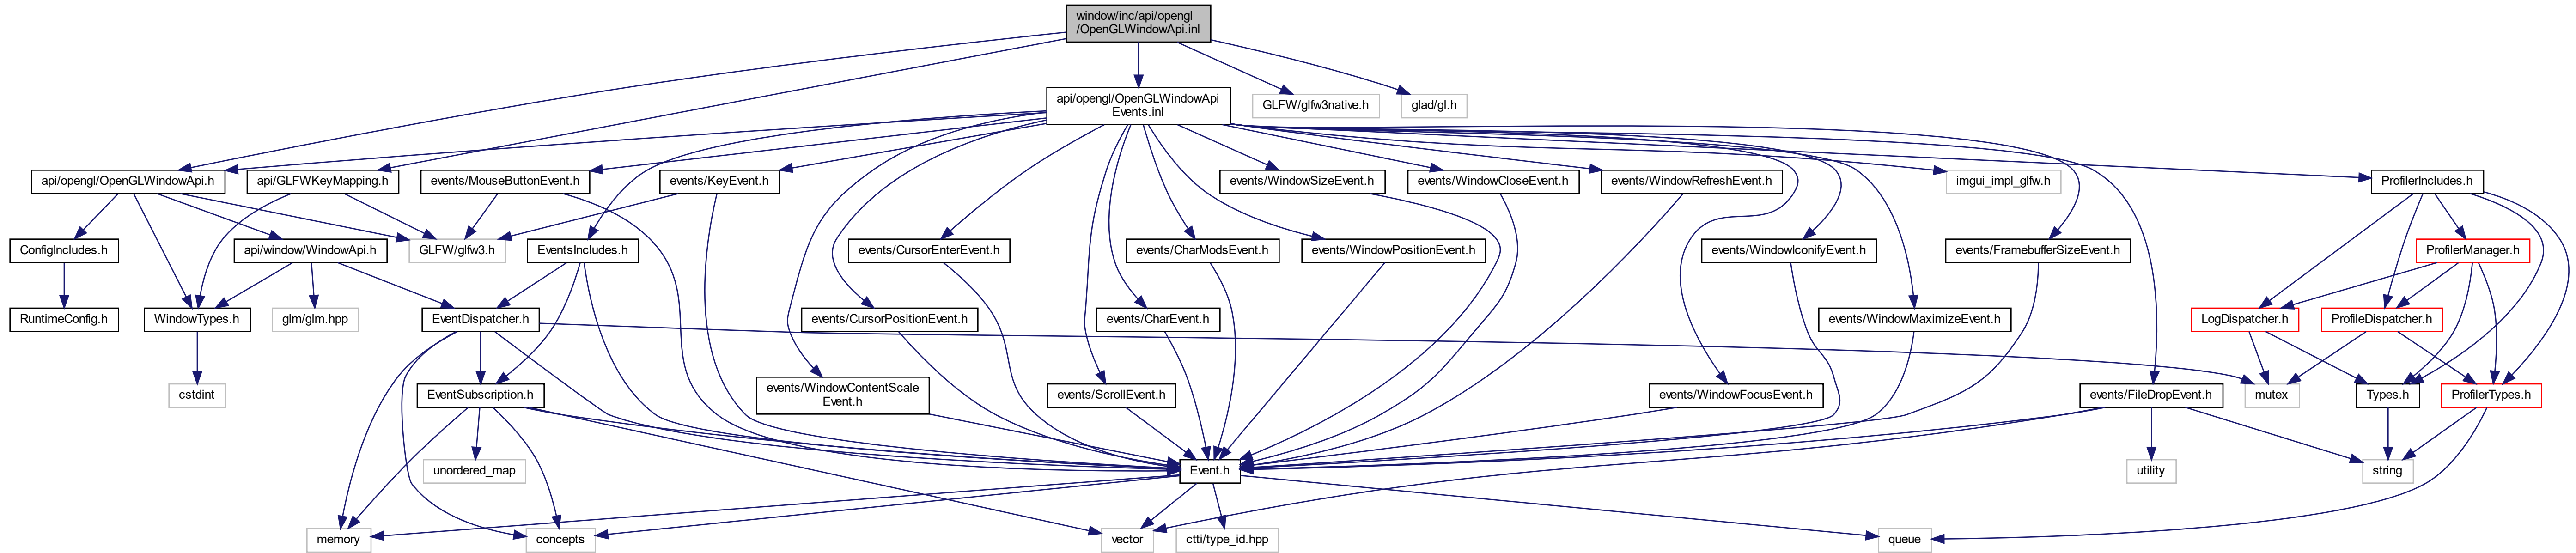 window/inc/api/opengl
/OpenGLWindowApi.inl
api/opengl/OpenGLWindowApi
Events.inl
GLFW/glfw3native.h
glad/gl.h
api/opengl/OpenGLWindowApi.h
api/GLFWKeyMapping.h
events/MouseButtonEvent.h
events/KeyEvent.h
events/WindowSizeEvent.h
events/WindowCloseEvent.h
events/WindowRefreshEvent.h
imgui_impl_glfw.h
ProfilerIncludes.h
ConfigIncludes.h
api/window/WindowApi.h
GLFW/glfw3.h
EventsIncludes.h
events/CursorEnterEvent.h
events/CharModsEvent.h
events/WindowPositionEvent.h
events/WindowIconifyEvent.h
events/FramebufferSizeEvent.h
ProfilerManager.h
RuntimeConfig.h
WindowTypes.h
glm/glm.hpp
EventDispatcher.h
events/CursorPositionEvent.h
events/CharEvent.h
events/WindowMaximizeEvent.h
LogDispatcher.h
ProfileDispatcher.h
cstdint
EventSubscription.h
events/WindowContentScale
Event.h
events/ScrollEvent.h
events/WindowFocusEvent.h
events/FileDropEvent.h
mutex
Types.h
ProfilerTypes.h
unordered_map
Event.h
utility
string
memory
concepts
vector
ctti/type_id.hpp
queue